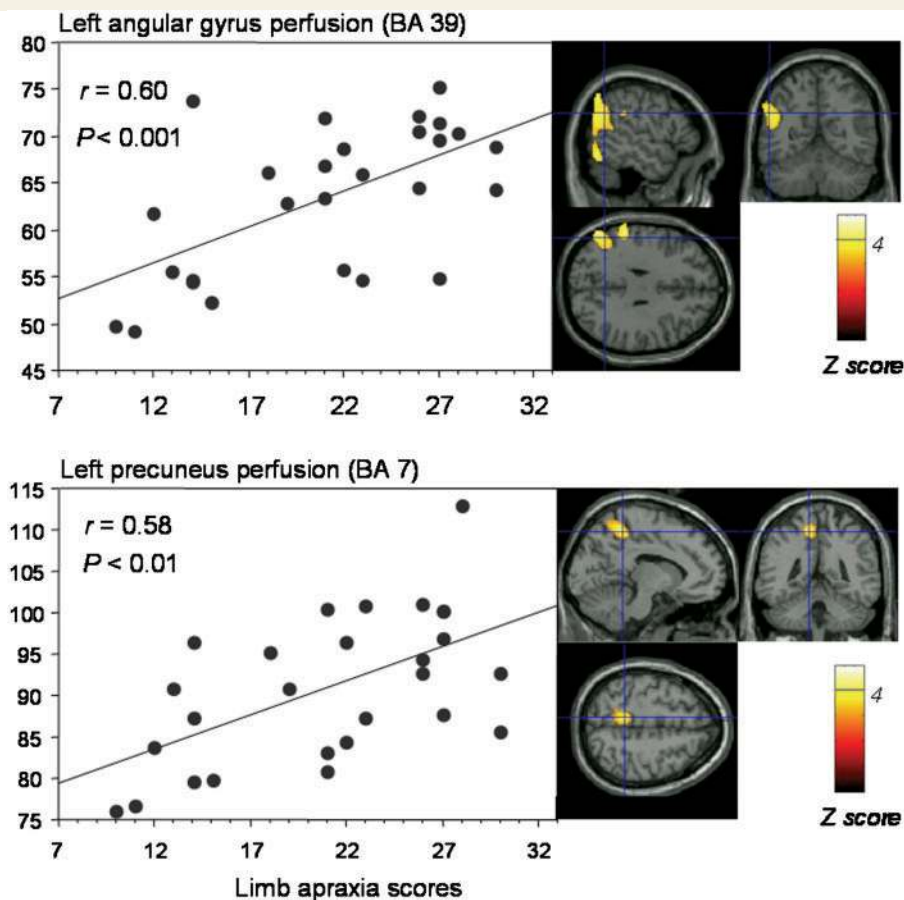 Left angular gyrus perfusion (BA 39)
80
75
70
65
60
55
50
45
r = 0.60
P < 0.001
7 12 17 22 27 32
4
Z score
Left precuneus perfusion (BA 7)
115
110
105
100
95
90
85
80
75
r = 0.58
P < 0.01
7 12 17 22 27 32
4
Z score
Limb apraxia scores